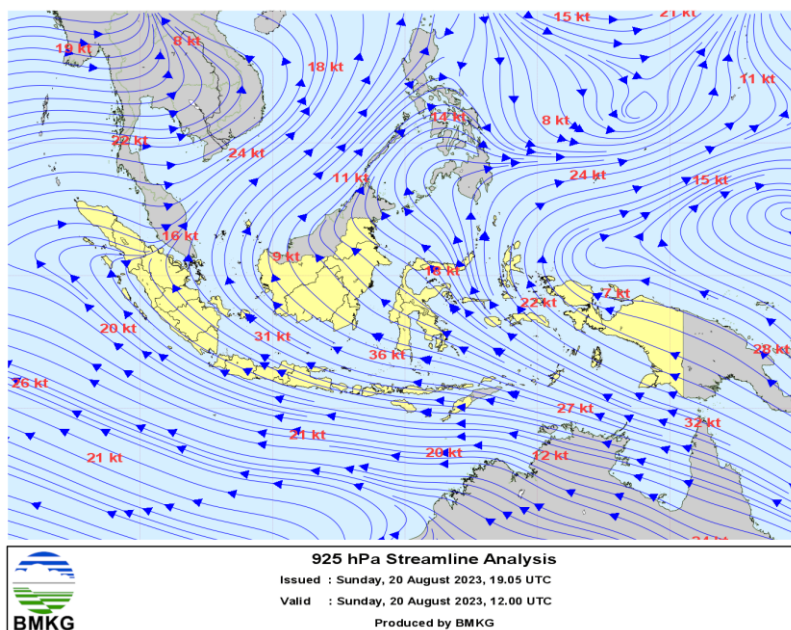 15 kt
21 kt
19 kt
8 kt
18 kt
11 kt
14 kt
8 kt
22 kt
24 kt
11 kt
24 kt
15 kt
16 kt
9 kt
7 kt
22 kt
20 kt
31 kt
36 kt
28 kt
26 kt
27 kt
21 kt
32 kt
21 kt
12 kt
925 hPa Streamline Analysis
Issued : Sunday, 20 August 2023, 19.05 UTC
Valid : Sunday, 20 August 2023, 12.00 UTC
Produced by BMKG
BMKG